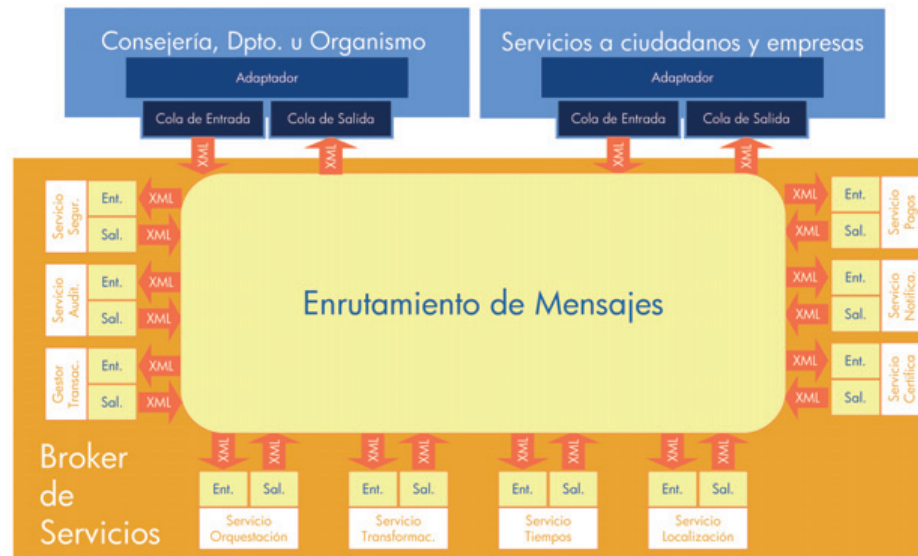 Consejería, Dpto. u Organismo
Adaptador
Cola de Entrada
Cola de Salida
XML
XML
Servicios a ciudadanos y empresas
Adaptador
Cola de Entrada
Cola de Salida
XML
XML
Servicio
Segur.
Ent.
XML
Sal.
XML
Servicio
Audit.
Ent.
XML
Sal.
XML
Gestor
Transac.
Ent.
XML
Sal.
XML
Enrutamiento de Mensajes
XML
Ent.
XML
Sal.
Servicio
Pagos
XML
Ent.
XML
Sal.
Servicio
Notifica.
XML
Ent.
XML
Sal.
Servicio
Certifica
Broker
de
Servicios
XML
XML
Ent.
Sal.
Servicio
Orquestación
XML
XML
Ent.
Sal.
Servicio
Transformac.
XML
XML
Ent.
Sal.
Servicio
Tiempos
XML
XML
Ent.
Sal.
Servicio
Localización